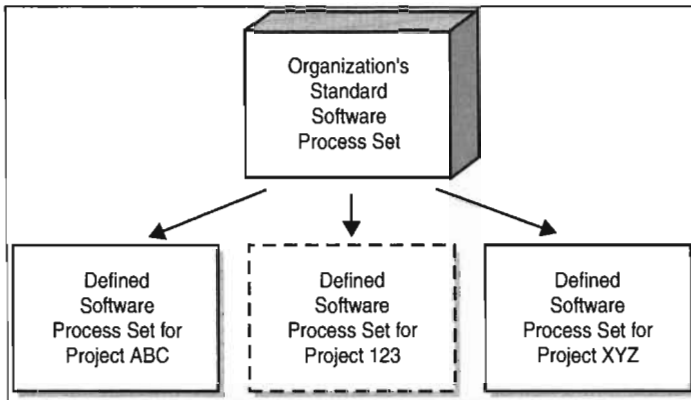 Organization's
Standard
Software
Process Set
Defined
Software
Process Set for
Project ABC
Defined
Software
Process Set for
Project 123
Defined
Software
Process Set for
Project XYZ